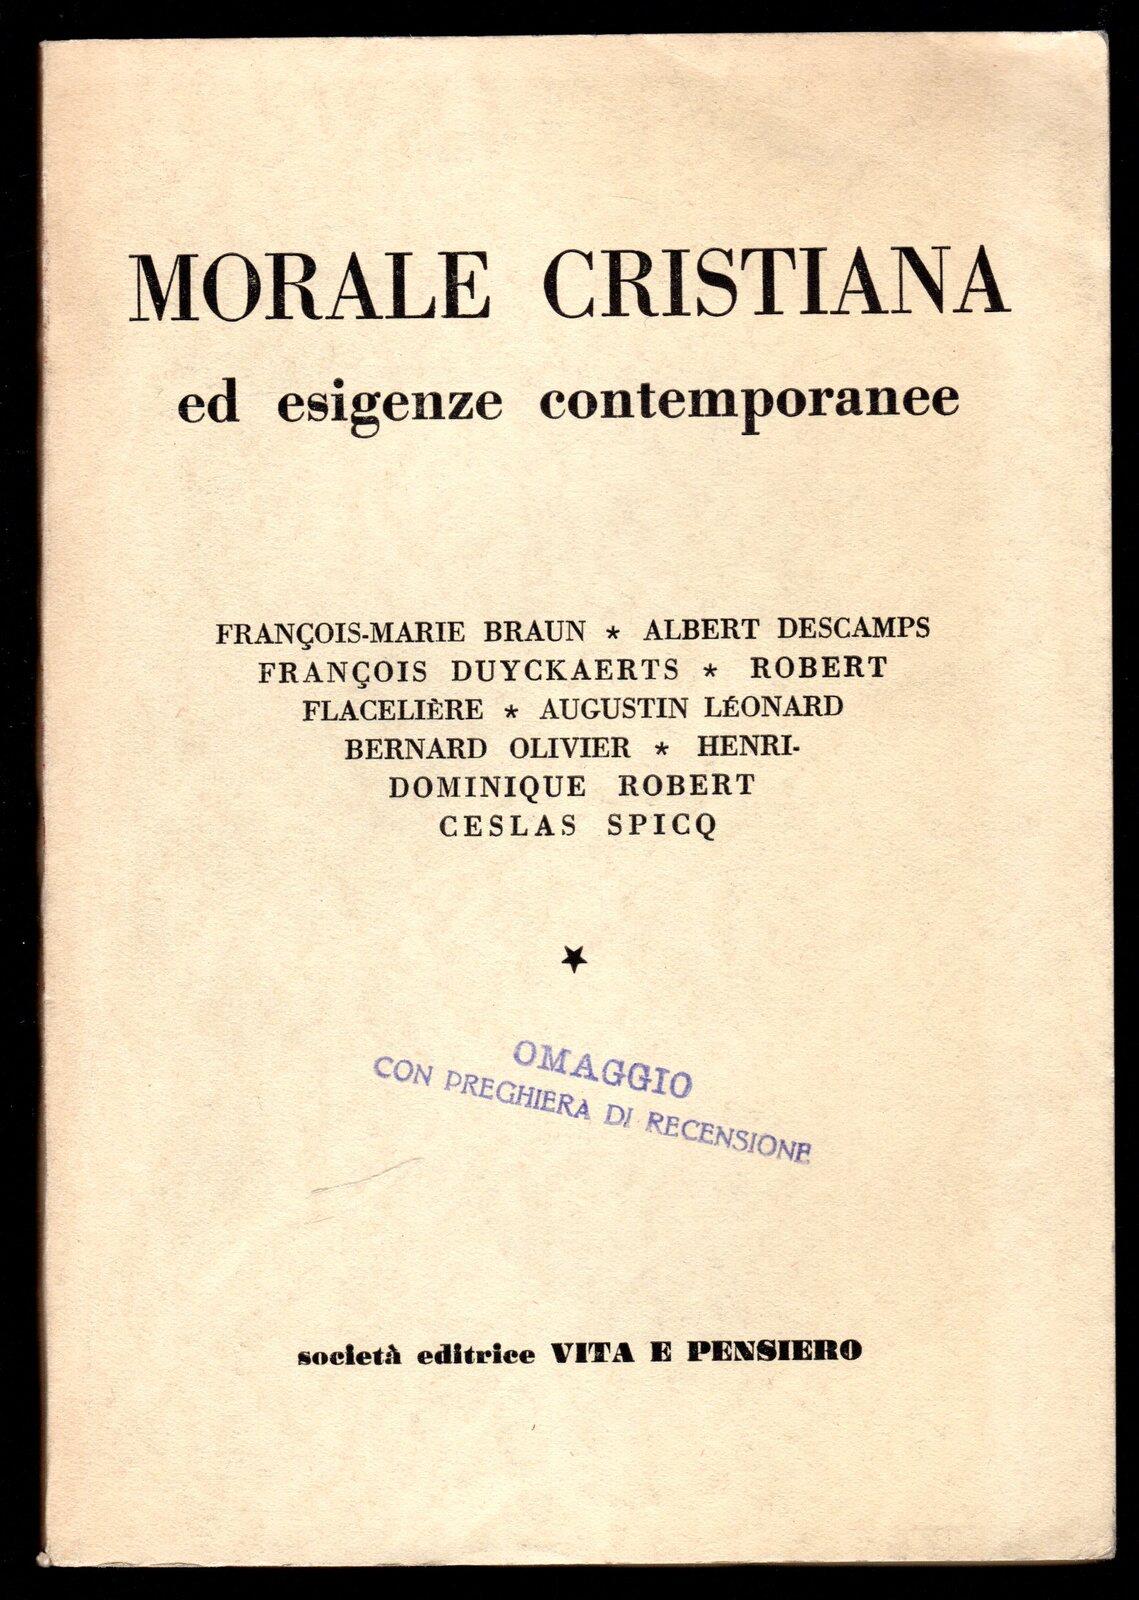 MORALE CRISTIANA
ed esigenze contemporanee
FRANÇOIS-MARIE BRAUN * ALBERT DESCAMPS
FRANÇOIS DUYCKAERTS * ROBERT
FLACELIÈRE * AUGUSTIN LÉONARD
BERNARD OLIVIER * HENRI-
DOMINIQUE ROBERT
CESLAS SPICQ
OMAGGIO
CON PREGHIERA DI RECENSIONE
società editrice VITA E PENSIERO